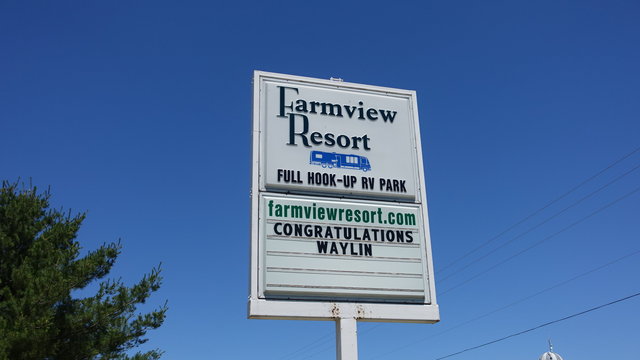 Farmview
Resort
FULL HOOK-UP RV PARK
farmviewresort.com
CONGRATULATIONS
WAYLIN